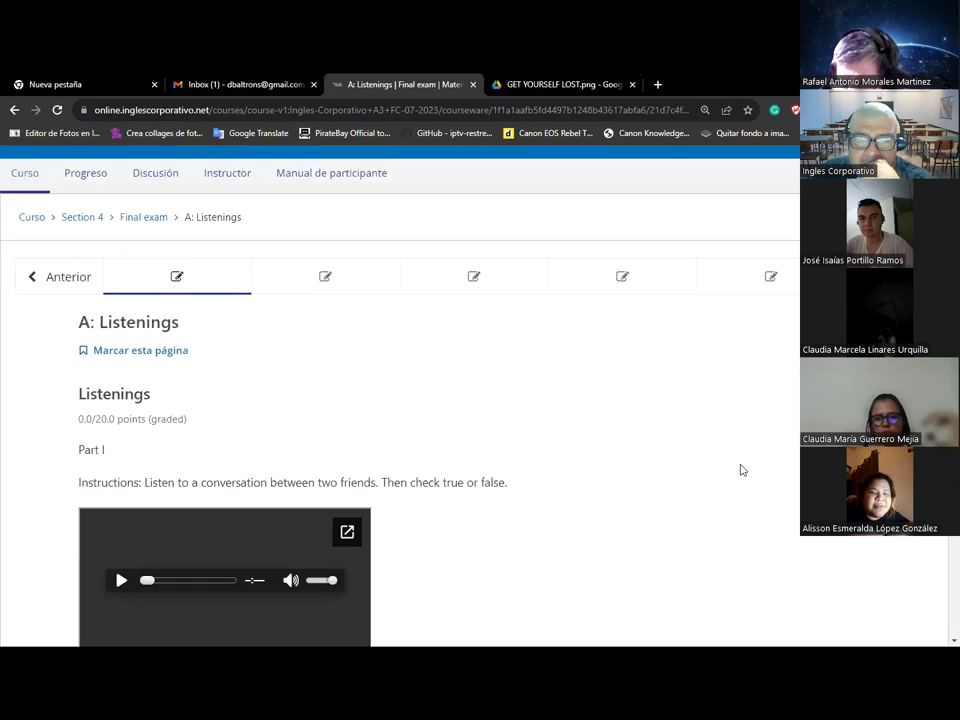 Nueva pestaña
Inbox (1) - dbaltrons@gmail.com
A: Listenings | Final exam | Mate
GET YOURSELF LOST.png - Goog
online.inglescorporativo.net/courses/course-v1:Ingles-Corporativo+A3+FC-07-2023/courseware/1f1a1aafb5fd4497b1248b43617abfa6/21d7c4f...
Editor de Fotos en l...
Crea collages de fot...
Google Translate
PirateBay Official to...
GitHub - iptv-restre...
Canon EOS Rebel T...
Canon Knowledge...
Quitar fondo a ima...
Curso
Progreso
Discusión
Instructor
Manual de participante
Curso > Section 4 > Final exam > A: Listenings
Anterior
A: Listenings
Marcar esta página
Listenings
0.0/20.0 points (graded)
Part I
Instructions: Listen to a conversation between two friends. Then check true or false.
Rafael Antonio Morales Martinez
Ingles Corporativo
José Isaías Portillo Ramos
Claudia Marcela Linares Urquilla
Claudia María Guerrero Mejía
Alisson Esmeralda López González